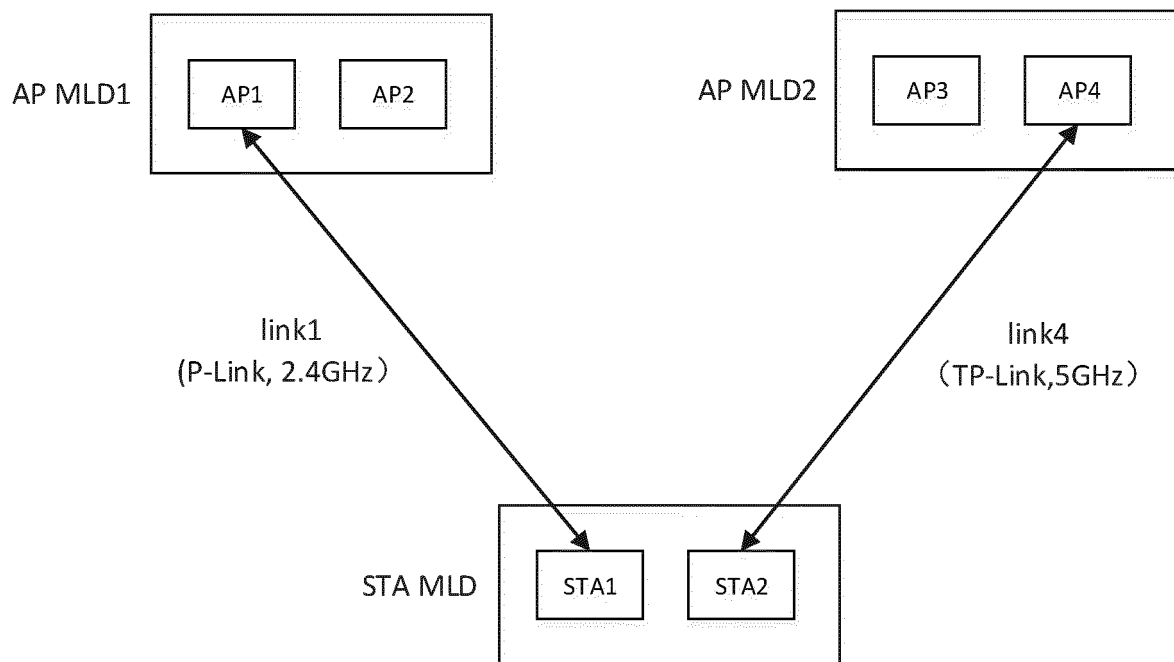 AP MLD1
AP1
AP2
AP MLD2
AP3
AP4
link1
(P-Link, 2.4GHz）
link4
（TP-Link,5GHz）
STA MLD
STA1
STA2